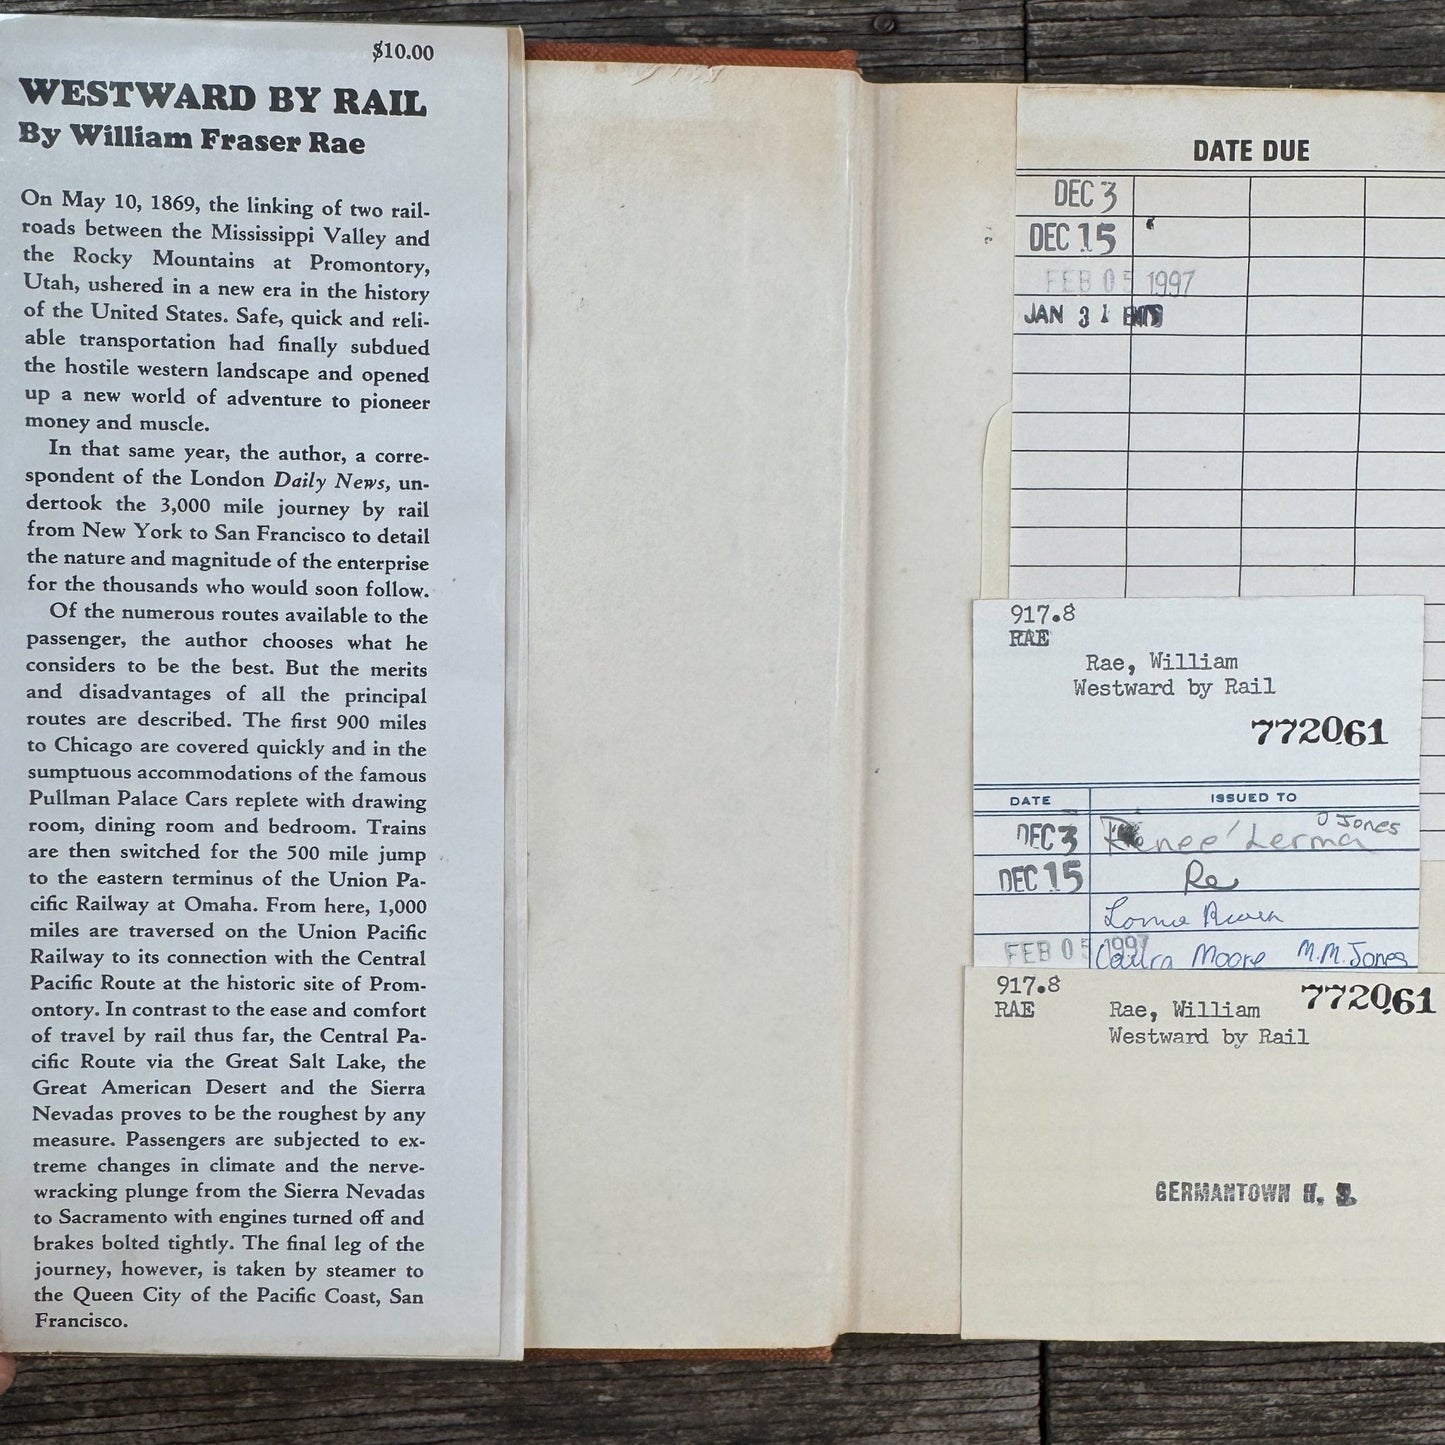 $10.00
WESTWARD BY RAIL
By William Fraser Rae
On May 10, 1869, the linking of two rail-
roads between the Mississippi Valley and
the Rocky Mountains at Promontory,
Utah, ushered in a new era in the history
of the United States. Safe, quick and reli-
able transportation had finally subdued
the hostile western landscape and opened
up a new world of adventure to pioneer
money and muscle.
In that same year, the author, a corre-
spondent of the London Daily News, un-
dertook the 3,000 mile journey by rail
from New York to San Francisco to detail
the nature and magnitude of the enterprise
for the thousands who would soon follow.
Of the numerous routes available to the
passenger, the author chooses what he
considers to be the best. But the merits
and disadvantages of all the principal
routes are described. The first 900 miles
to Chicago are covered quickly and in the
sumptuous accommodations of the famous
Pullman Palace Cars replete with drawing
room, dining room and bedroom. Trains
are then switched for the 500 mile jump
to the eastern terminus of the Union Pa-
cific Railway at Omaha. From here, 1,000
miles are traversed on the Union Pacific
Railway to its connection with the Central
Pacific Route at the historic site of Prom-
ontory. In contrast to the ease and comfort
of travel by rail thus far, the Central Pa-
cific Route via the Great Salt Lake, the
Great American Desert and the Sierra
Nevadas proves to be the roughest by any
measure. Passengers are subjected to ex-
treme changes in climate and the nerve-
wracking plunge from the Sierra Nevadas
to Sacramento with engines turned off and
brakes bolted tightly. The final leg of the
journey, however, is taken by steamer to
the Queen City of the Pacific Coast, San
Francisco.
DATE DUE
DEC 3
DEC 15
FEB 05 1997
JAN 31
917.8
RAE
Rae, William
Westward by Rail
772061
DATE ISSUED TO
DEC 3 Renee' Lerma Jones
DEC 15 Re
FEB 05 1997 Laura Moore M.M. Jones
917.8
RAE Rae, William 772061
Westward by Rail
GERMANTOWN H. S.